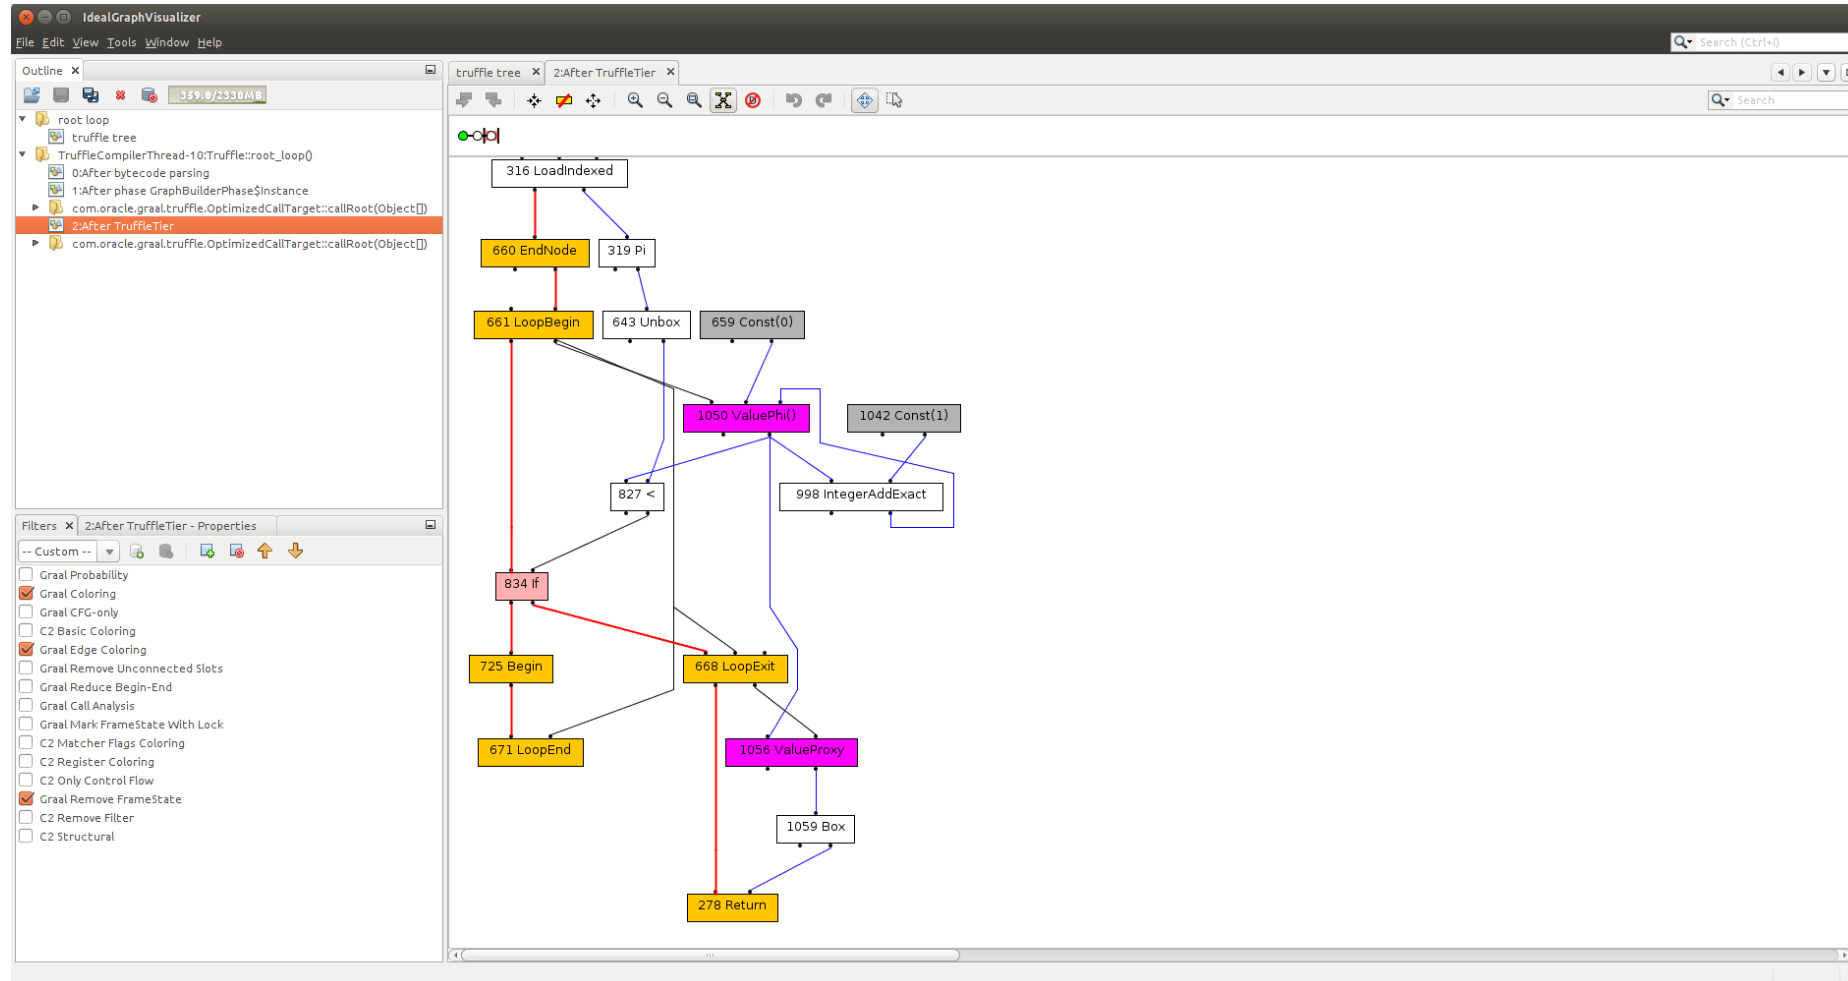 IdealGraphVisualizer
File Edit View Tools Window Help
Search (Ctrl+I)
Outline
359.0/2330MB
root loop
truffle tree
TruffleCompilerThread-10:Truffle::root_loop()
0:After bytecode parsing
1:After phase GraphBuilderPhase$Instance
com.oracle.graal.truffle.OptimizedCallTarget::callRoot(Object[])
2:After TruffleTier
com.oracle.graal.truffle.OptimizedCallTarget::callRoot(Object[])
Filters 2:After TruffleTier - Properties
-- Custom --
Graal Probability
Graal Coloring
Graal CFG-only
C2 Basic Coloring
Graal Edge Coloring
Graal Remove Unconnected Slots
Graal Reduce Begin-End
Graal Call Analysis
Graal Mark FrameState With Lock
C2 Matcher Flags Coloring
C2 Register Coloring
C2 Only Control Flow
Graal Remove FrameState
C2 Remove Filter
C2 Structural
truffle tree 2:After TruffleTier
Search
316 LoadIndexed
660 EndNode 319 Pi
661 LoopBegin 643 Unbox 659 Const(0)
1050 ValuePhi() 1042 Const(1)
827 < 998 IntegerAddExact
834 If
725 Begin 668 LoopExit
671 LoopEnd 1056 ValueProxy
1059 Box
278 Return